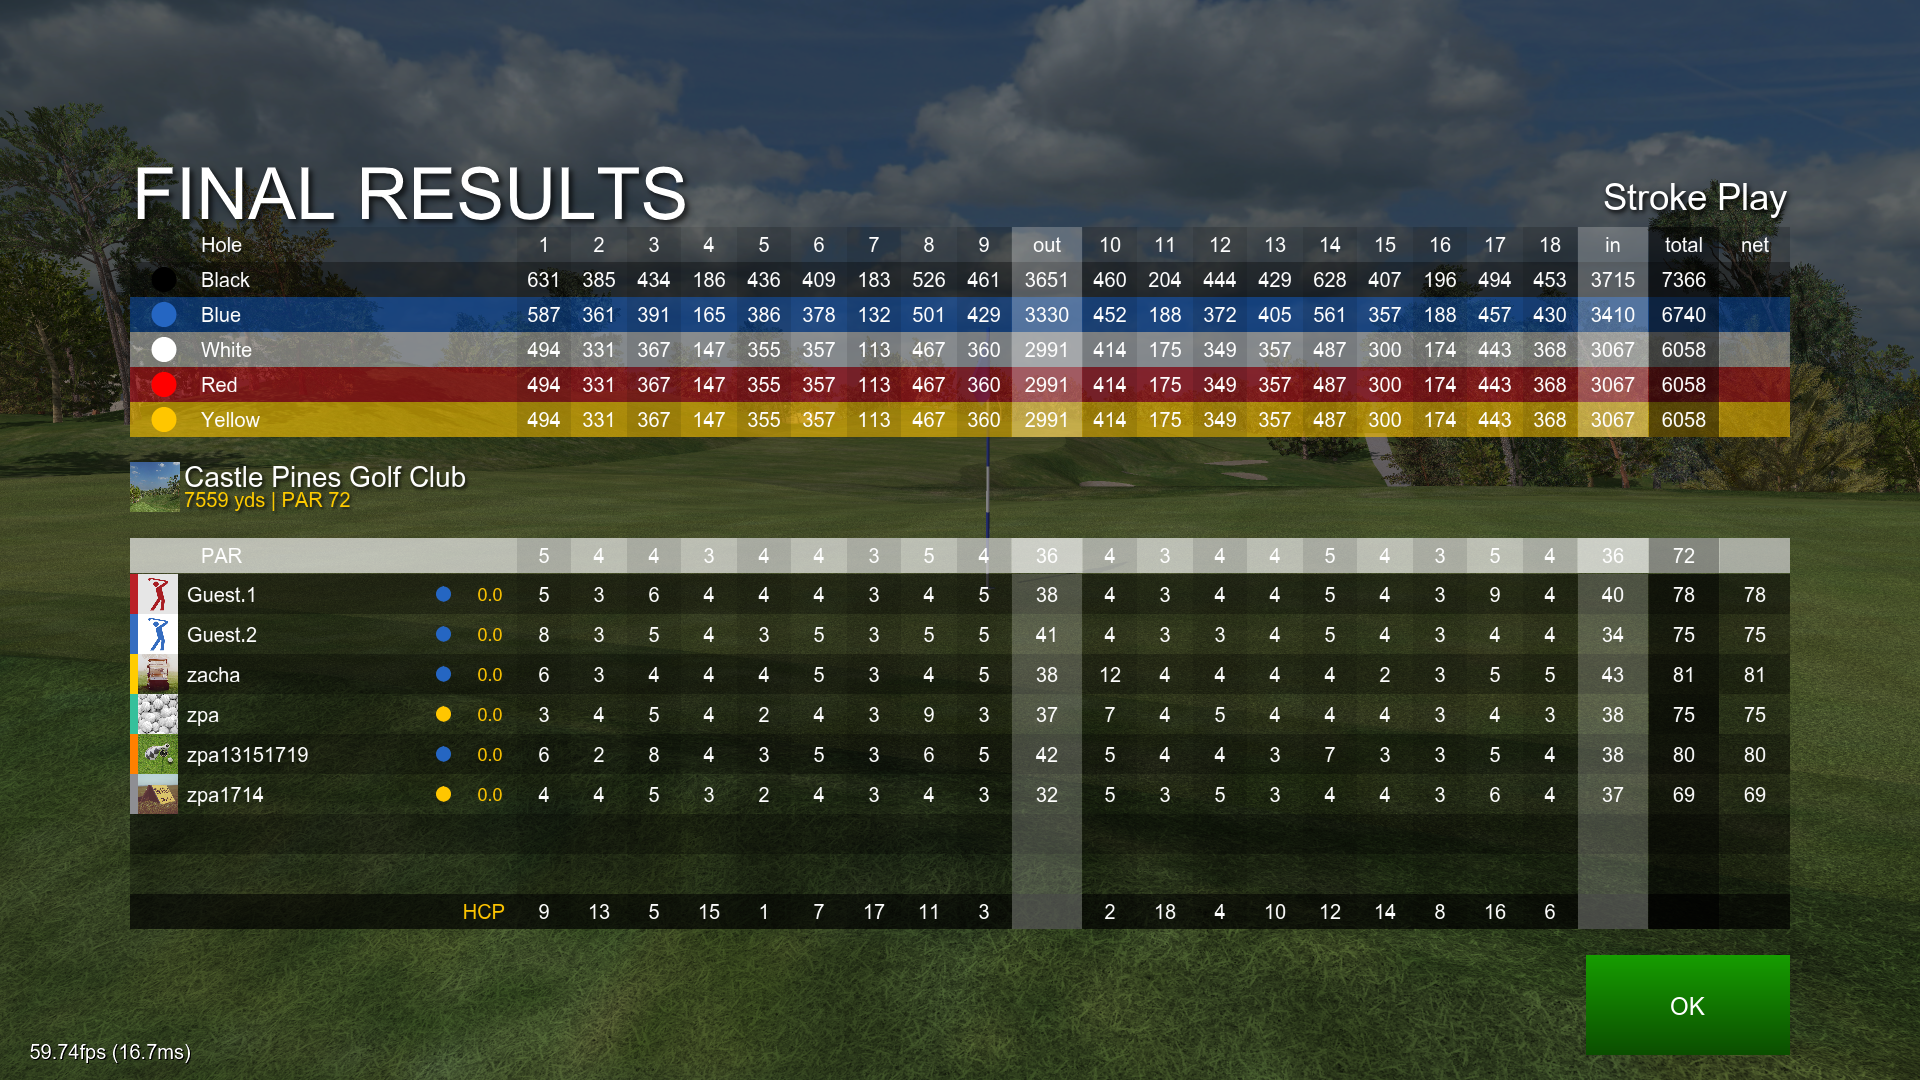 FINAL RESULTS
Stroke Play
Hole 1 2 3 4 5 6 7 8 9 out 10 11 12 13 14 15 16 17 18 in total net
Black 631 385 434 186 436 409 183 526 461 3651 460 204 444 429 628 407 196 494 453 3715 7366
Blue 587 361 391 165 386 378 132 501 429 3330 452 188 372 405 561 357 188 457 430 3410 6740
White 494 331 367 147 355 357 113 467 360 2991 414 175 349 357 487 300 174 443 368 3067 6058
Red 494 331 367 147 355 357 113 467 360 2991 414 175 349 357 487 300 174 443 368 3067 6058
Yellow 494 331 367 147 355 357 113 467 360 2991 414 175 349 357 487 300 174 443 368 3067 6058
Castle Pines Golf Club
7559 yds | PAR 72
PAR 5 4 4 3 4 4 3 5 4 36 4 3 4 4 5 4 3 5 4 36 72
Guest.1 0.0 5 3 6 4 4 4 3 4 5 38 4 3 4 4 5 4 3 9 4 40 78 78
Guest.2 0.0 8 3 5 4 3 5 3 5 5 41 4 3 3 4 5 4 3 4 4 34 75 75
zacha 0.0 6 3 4 4 4 5 3 4 5 38 12 4 4 4 4 2 3 5 5 43 81 81
zpa 0.0 3 4 5 4 2 4 3 9 3 37 7 4 5 4 4 4 3 4 3 38 75 75
zpa13151719 0.0 6 2 8 4 3 5 3 6 5 42 5 4 4 3 7 3 3 5 4 38 80 80
zpa1714 0.0 4 4 5 3 2 4 3 4 3 32 5 3 5 3 4 4 3 6 4 37 69 69
HCP 9 13 5 15 1 7 17 11 3 2 18 4 10 12 14 8 16 6
OK
59.74fps (16.7ms)